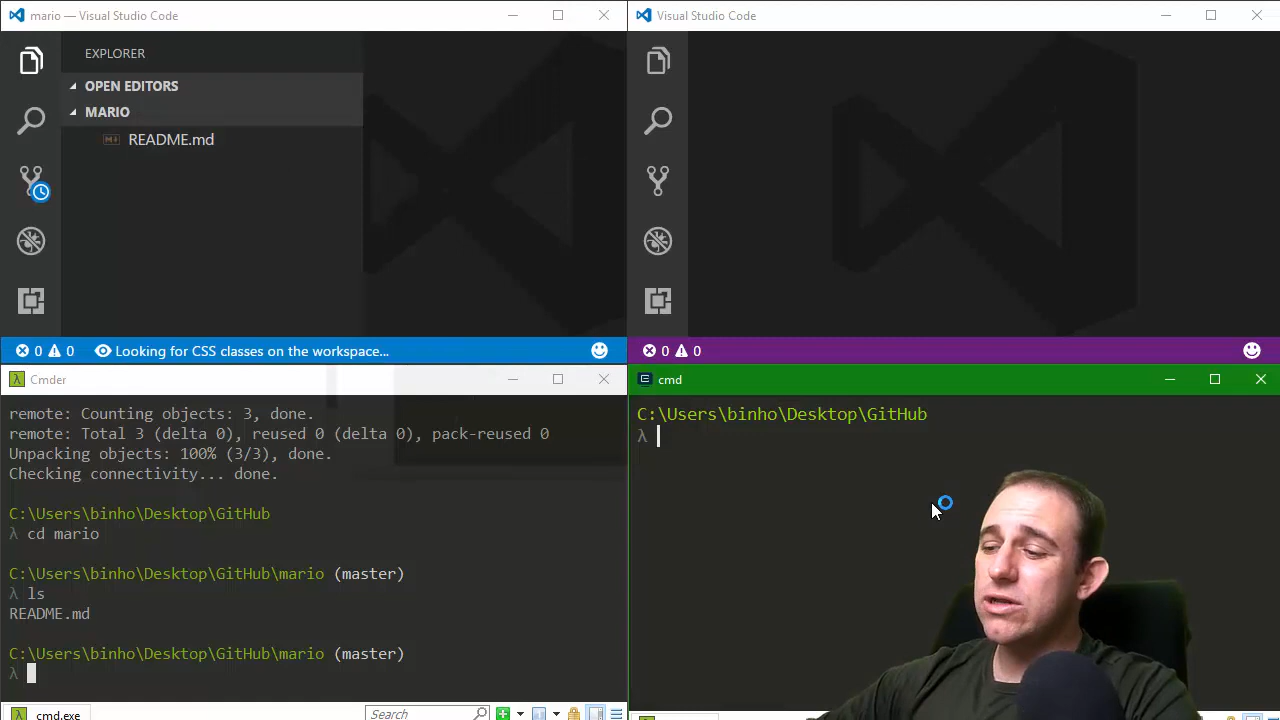 mario — Visual Studio Code
EXPLORER
OPEN EDITORS
MARIO
README.md
0 0 Looking for CSS classes on the workspace...
Visual Studio Code
0 0
Cmder
remote: Counting objects: 3, done.
remote: Total 3 (delta 0), reused 0 (delta 0), pack-reused 0
Unpacking objects: 100% (3/3), done.
Checking connectivity... done.
C:\Users\binho\Desktop\GitHub
λ cd mario
C:\Users\binho\Desktop\GitHub\mario (master)
λ ls
README.md
C:\Users\binho\Desktop\GitHub\mario (master)
λ
cmd.exe
Search
cmd
C:\Users\binho\Desktop\GitHub
λ